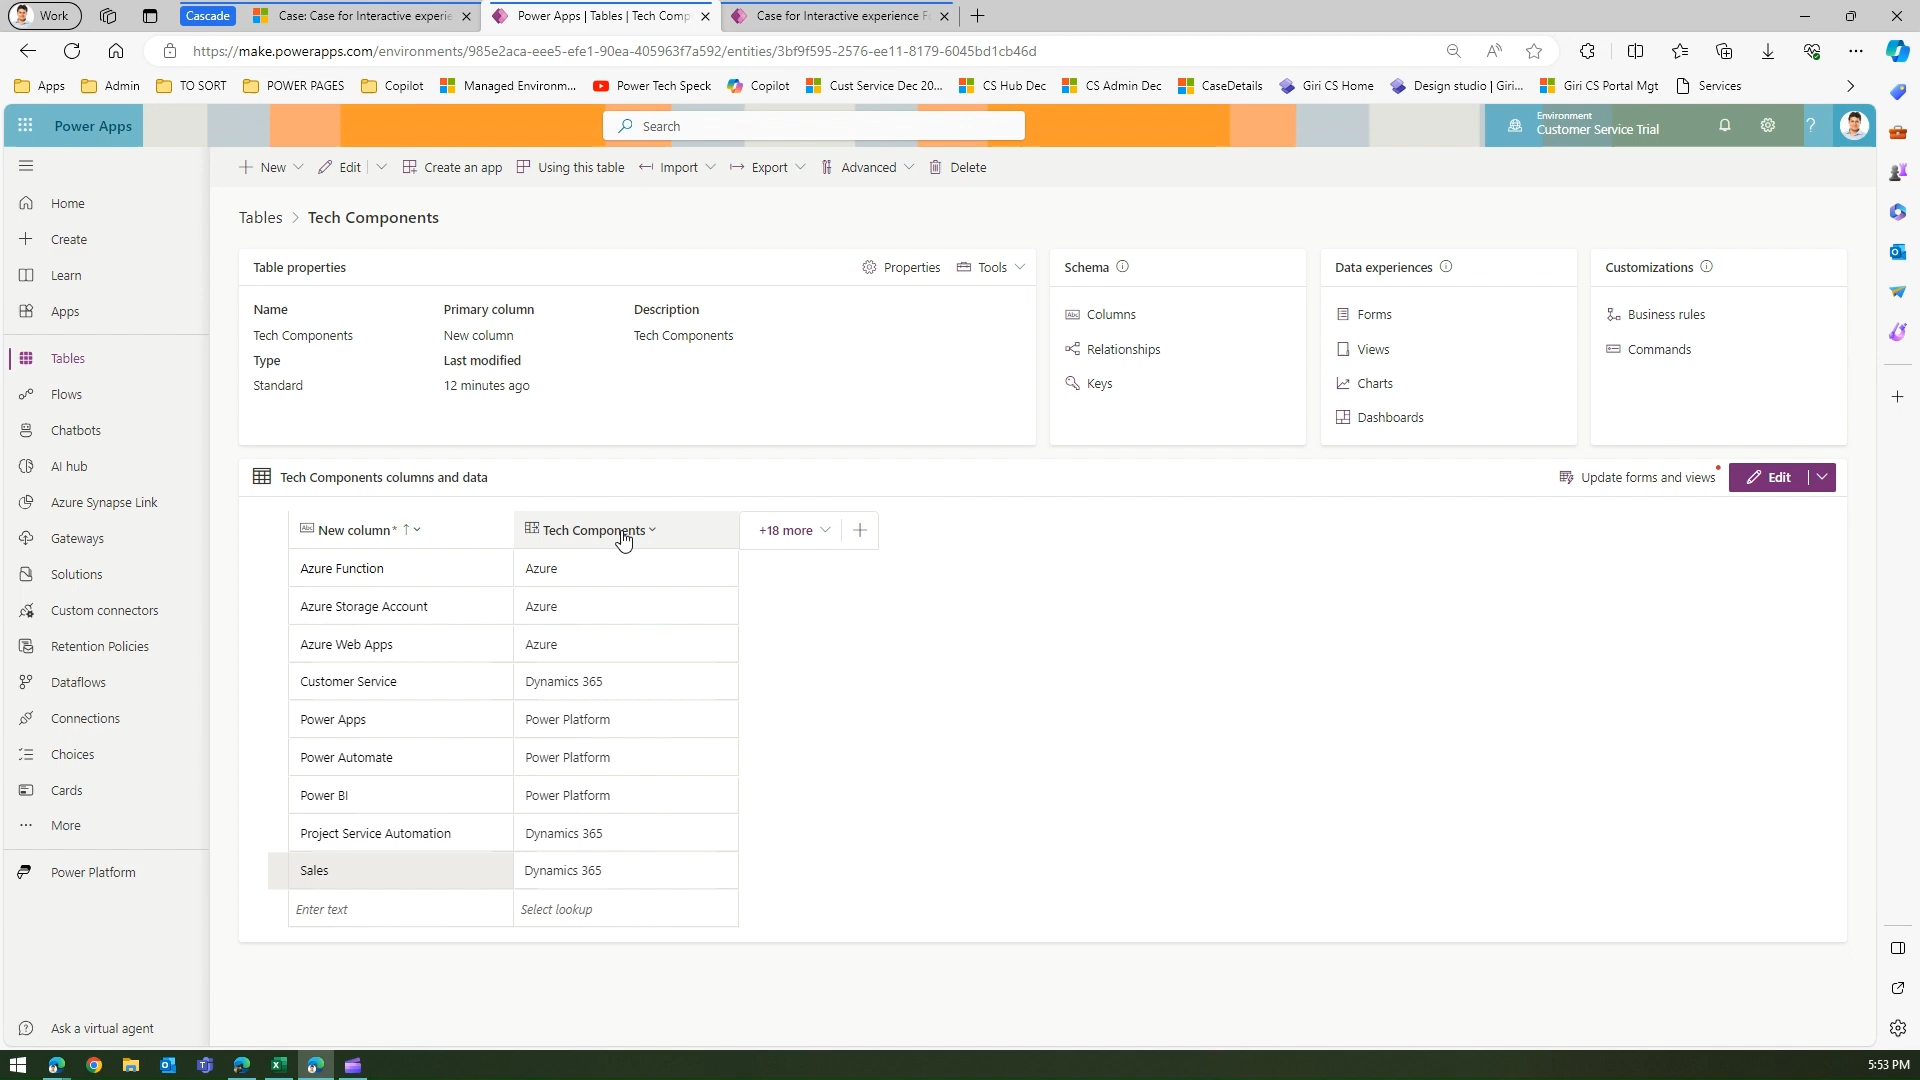 Work
Cascade
Case: Case for Interactive experie
Power Apps | Tables | Tech Comp
Case for Interactive experience F
https://make.powerapps.com/environments/985e2aca-eee5-efe1-90ea-405963f7a592/entities/3bf9f595-2576-ee11-8179-6045bd1cb46d
Apps
Admin
TO SORT
POWER PAGES
Copilot
Managed Environm...
Power Tech Speck
Copilot
Cust Service Dec 20...
CS Hub Dec
CS Admin Dec
CaseDetails
Giri CS Home
Design studio | Giri...
Giri CS Portal Mgt
Services
Power Apps
Search
Environment
Customer Service Trial
New
Edit
Create an app
Using this table
Import
Export
Advanced
Delete
Home
Create
Learn
Apps
Tables
Flows
Chatbots
AI hub
Azure Synapse Link
Gateways
Solutions
Custom connectors
Retention Policies
Dataflows
Connections
Choices
Cards
More
Power Platform
Ask a virtual agent
Tables > Tech Components
Table properties
Properties
Tools
Name
Tech Components
Type
Standard
Primary column
New column
Last modified
12 minutes ago
Description
Tech Components
Schema
Columns
Relationships
Keys
Data experiences
Forms
Views
Charts
Dashboards
Customizations
Business rules
Commands
Tech Components columns and data
Update forms and views
Edit
New column* ↑
Tech Components
+18 more
Azure Function
Azure
Azure Storage Account
Azure
Azure Web Apps
Azure
Customer Service
Dynamics 365
Power Apps
Power Platform
Power Automate
Power Platform
Power BI
Power Platform
Project Service Automation
Dynamics 365
Sales
Dynamics 365
Enter text
Select lookup
5:53 PM